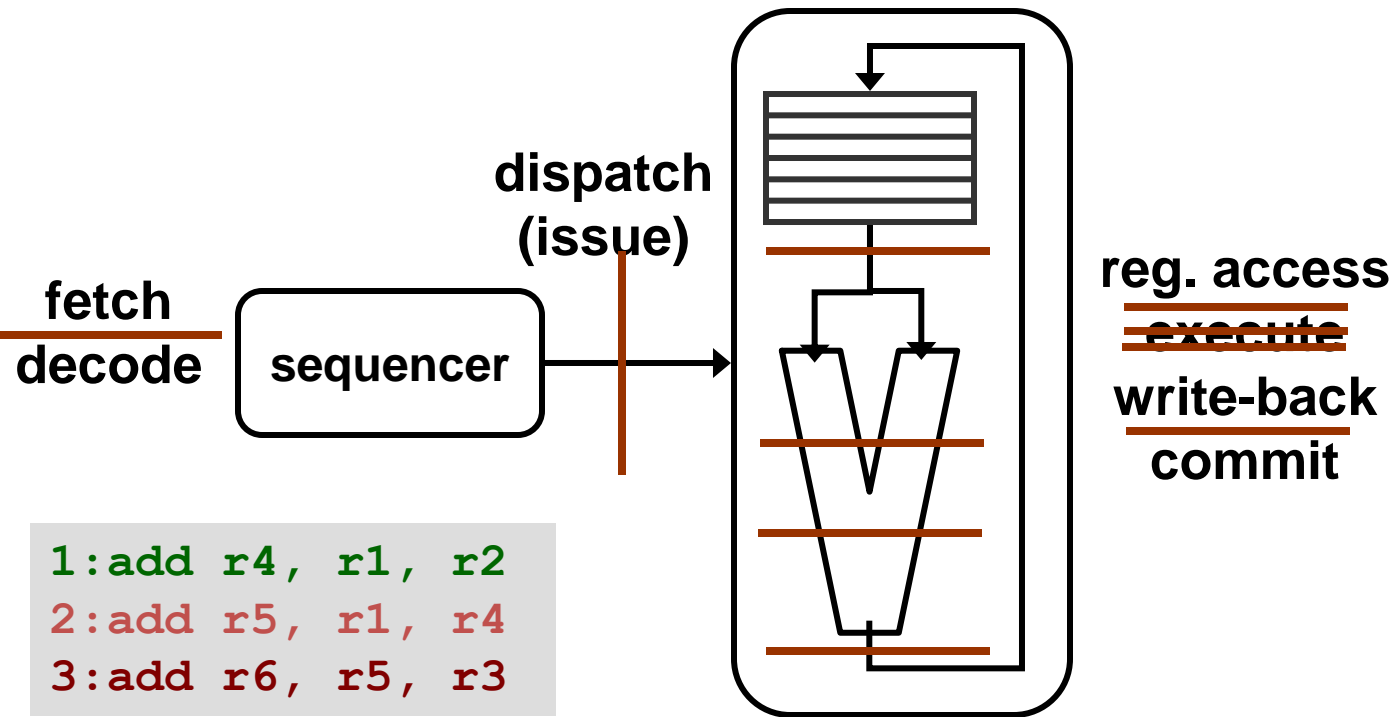 dispatch
(issue)
fetch
decode
sequencer
reg. access
execute
write-back
commit
1:add r4, r1, r2
2:add r5, r1, r4
3:add r6, r5, r3